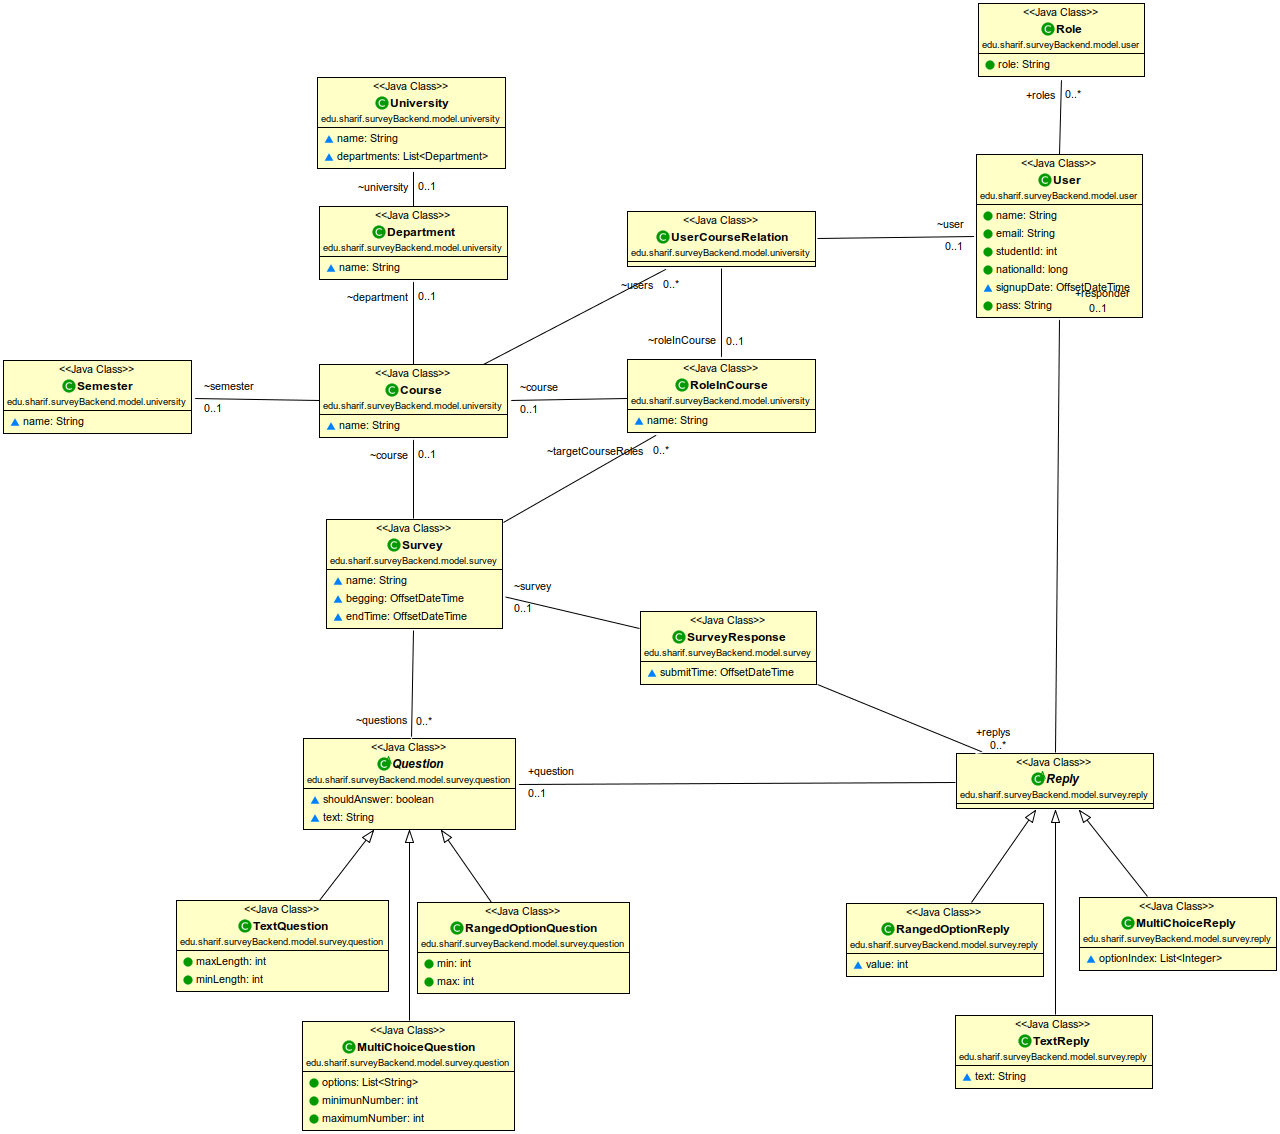 <<Java Class>>
Role
edu.sharif.surveyBackend.model.user
role: String
+roles
0..*
<<Java Class>>
University
edu.sharif.surveyBackend.model.university
name: String
departments: List<Department>
~university
0..1
<<Java Class>>
User
edu.sharif.surveyBackend.model.user
name: String
email: String
studentId: int
nationalId: long
signupDate: OffsetDateTime
pass: String
+responder
0..1
<<Java Class>>
Department
edu.sharif.surveyBackend.model.university
name: String
~department
0..1
<<Java Class>>
UserCourseRelation
edu.sharif.surveyBackend.model.university
~user
0..1
~users
0..*
~roleInCourse
0..1
<<Java Class>>
Semester
edu.sharif.surveyBackend.model.university
name: String
~semester
0..1
<<Java Class>>
Course
edu.sharif.surveyBackend.model.university
name: String
~course
0..1
<<Java Class>>
RoleInCourse
edu.sharif.surveyBackend.model.university
name: String
~course
0..1
~targetCourseRoles
0..*
<<Java Class>>
Survey
edu.sharif.surveyBackend.model.survey
name: String
begging: OffsetDateTime
endTime: OffsetDateTime
~survey
0..1
<<Java Class>>
SurveyResponse
edu.sharif.surveyBackend.model.survey
submitTime: OffsetDateTime
~questions
0..*
+replys
0..*
<<Java Class>>
Question
edu.sharif.surveyBackend.model.survey.question
shouldAnswer: boolean
text: String
+question
0..1
<<Java Class>>
Reply
edu.sharif.surveyBackend.model.survey.reply
<<Java Class>>
TextQuestion
edu.sharif.surveyBackend.model.survey.question
maxLength: int
minLength: int
<<Java Class>>
RangedOptionQuestion
edu.sharif.surveyBackend.model.survey.question
min: int
max: int
<<Java Class>>
RangedOptionReply
edu.sharif.surveyBackend.model.survey.reply
value: int
<<Java Class>>
MultiChoiceReply
edu.sharif.surveyBackend.model.survey.reply
optionIndex: List<Integer>
<<Java Class>>
MultiChoiceQuestion
edu.sharif.surveyBackend.model.survey.question
options: List<String>
minimunNumber: int
maximumNumber: int
<<Java Class>>
TextReply
edu.sharif.surveyBackend.model.survey.reply
text: String